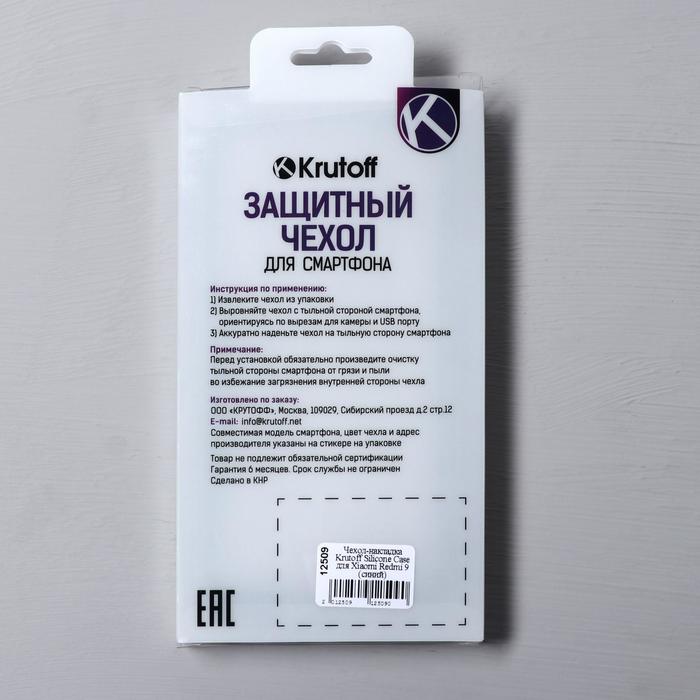 Krutoff
ЗАЩИТНЫЙ
ЧЕХОЛ
ДЛЯ СМАРТФОНА
Инструкция по применению:
1) Извлеките чехол из упаковки
2) Выровняйте чехол с тыльной стороной смартфона,
ориентируясь по вырезам для камеры и USB порту
3) Аккуратно наденьте чехол на тыльную сторону смартфона
Примечание:
Перед установкой обязательно произведите очистку
тыльной стороны смартфона от грязи и пыли
во избежание загрязнения внутренней стороны чехла
Изготовлено по заказу:
ООО «КРУТОФФ», Москва, 109029, Сибирский проезд д.2 стр.12
E-mail: info@krutoff.net
Совместимая модель смартфона, цвет чехла и адрес
производителя указаны на стикере на упаковке
Товар не подлежит обязательной сертификации
Гарантия 6 месяцев. Срок службы не ограничен
Сделано в КНР
12509
Чехол-накладка
Krutoff Silicone Case
для Xiaomi Redmi 9
(синий)
2 012509 125090
EAC